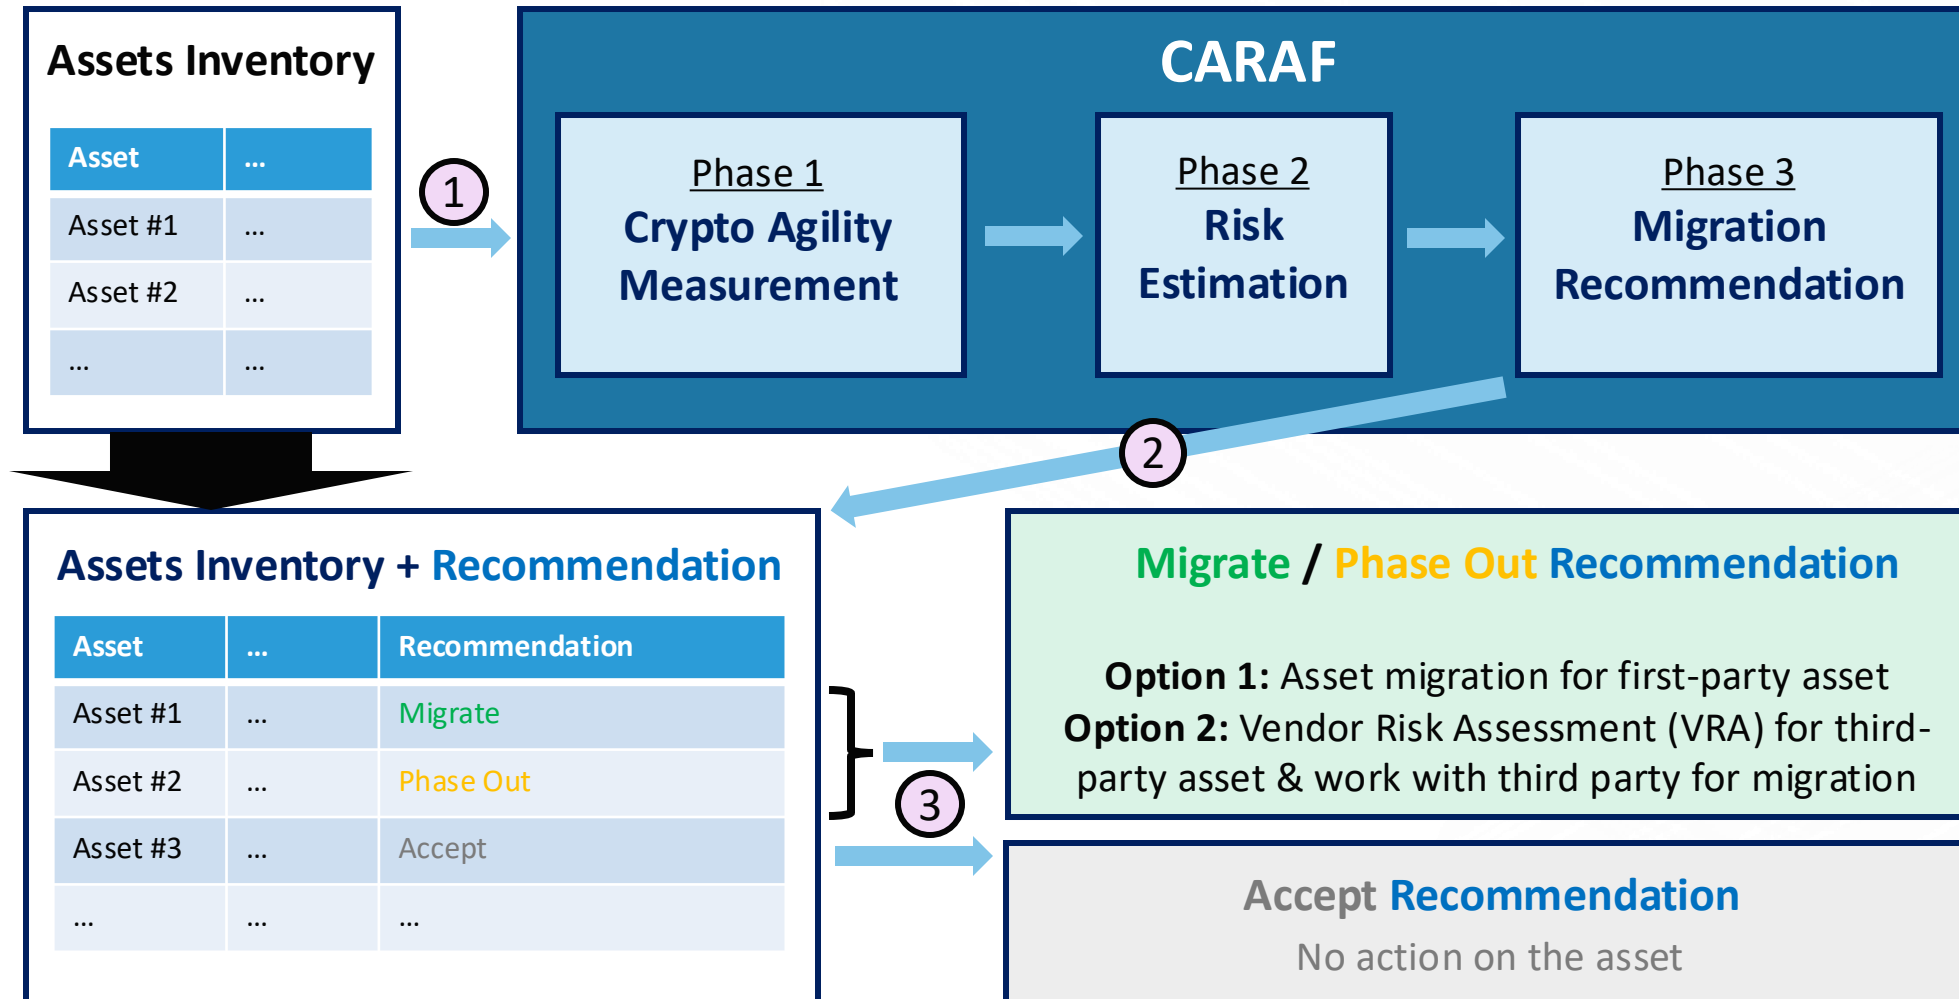 Assets Inventory
Asset ...
Asset #1 ...
Asset #2 ...
... ...
1
CARAF
Phase 1
Crypto Agility
Measurement
Phase 2
Risk
Estimation
Phase 3
Migration
Recommendation
2
Assets Inventory + Recommendation
Asset ... Recommendation
Asset #1 ... Migrate
Asset #2 ... Phase Out
Asset #3 ... Accept
... ... ...
3
Migrate / Phase Out Recommendation
Option 1: Asset migration for first-party asset
Option 2: Vendor Risk Assessment (VRA) for third-
party asset & work with third party for migration
Accept Recommendation
No action on the asset